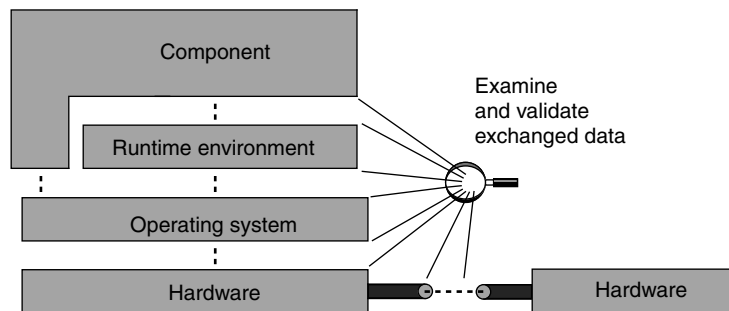 Component
Examine
and validate
exchanged data
Runtime environment
Operating system
Hardware
Hardware